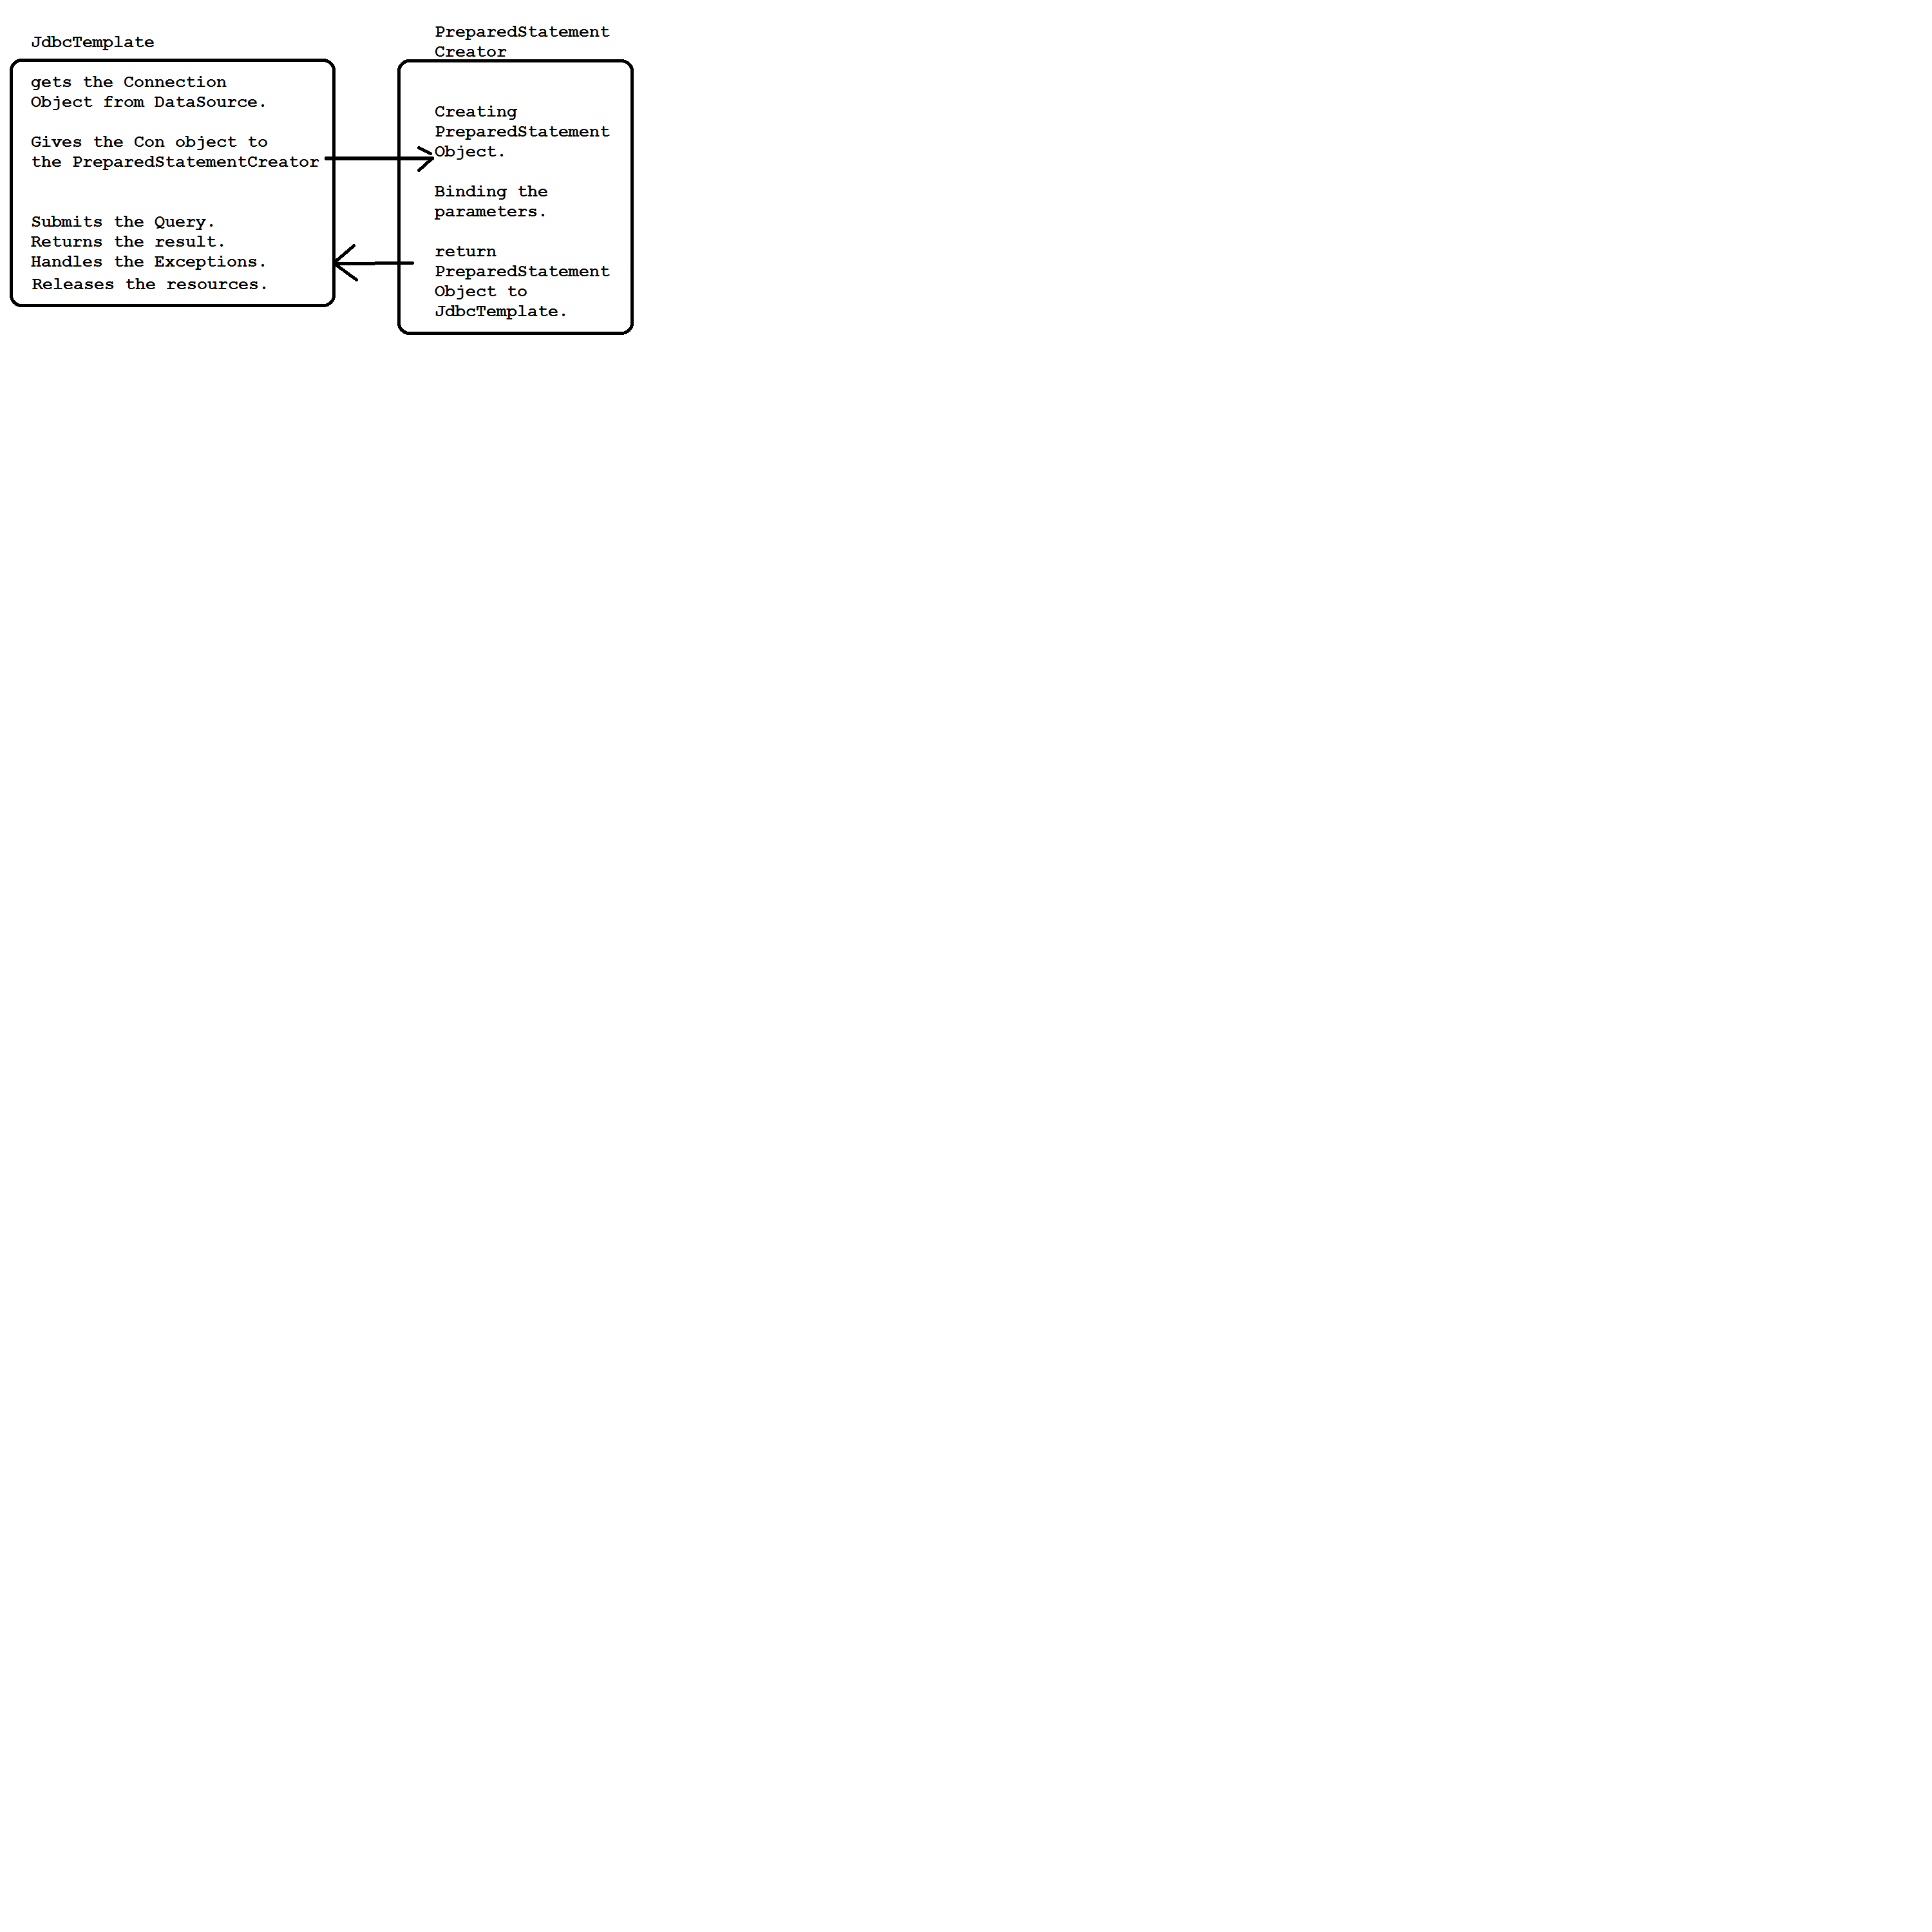 JdbcTemplate
gets the Connection
Object from DataSource.
Gives the Con object to
the PreparedStatementCreator
Submits the Query.
Returns the result.
Handles the Exceptions.
Releases the resources.
PreparedStatement
Creator
Creating
PreparedStatement
Object.
Binding the
parameters.
return
PreparedStatement
Object to
JdbcTemplate.